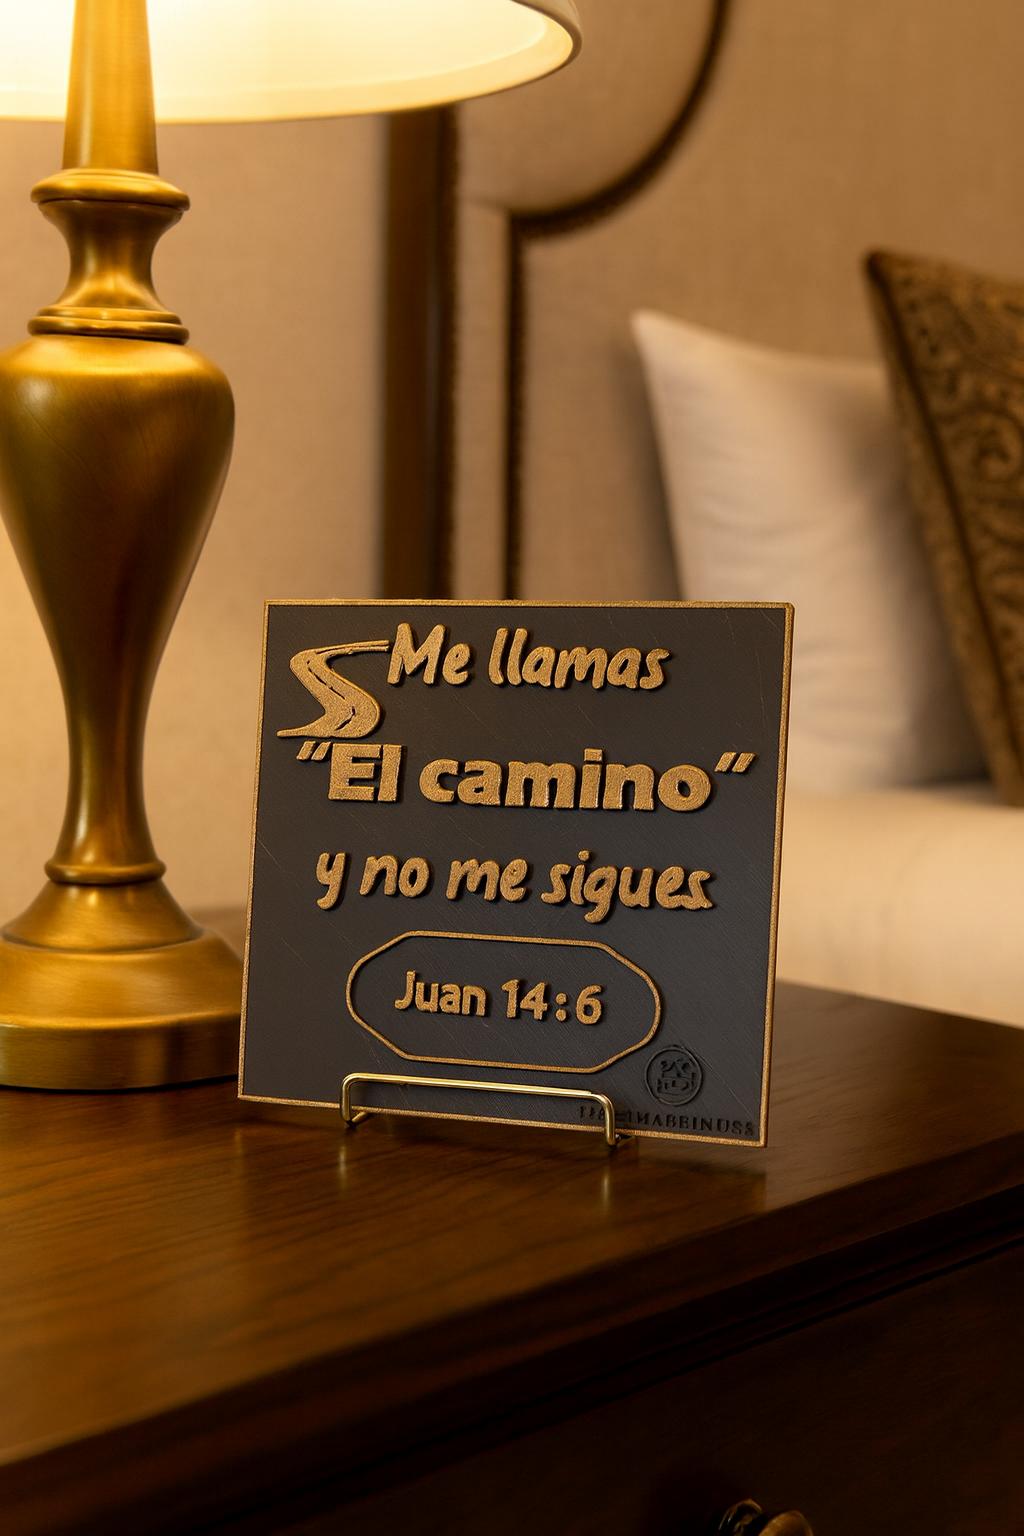 Me llamas
“El camino”
y no me sigues
Juan 14:6